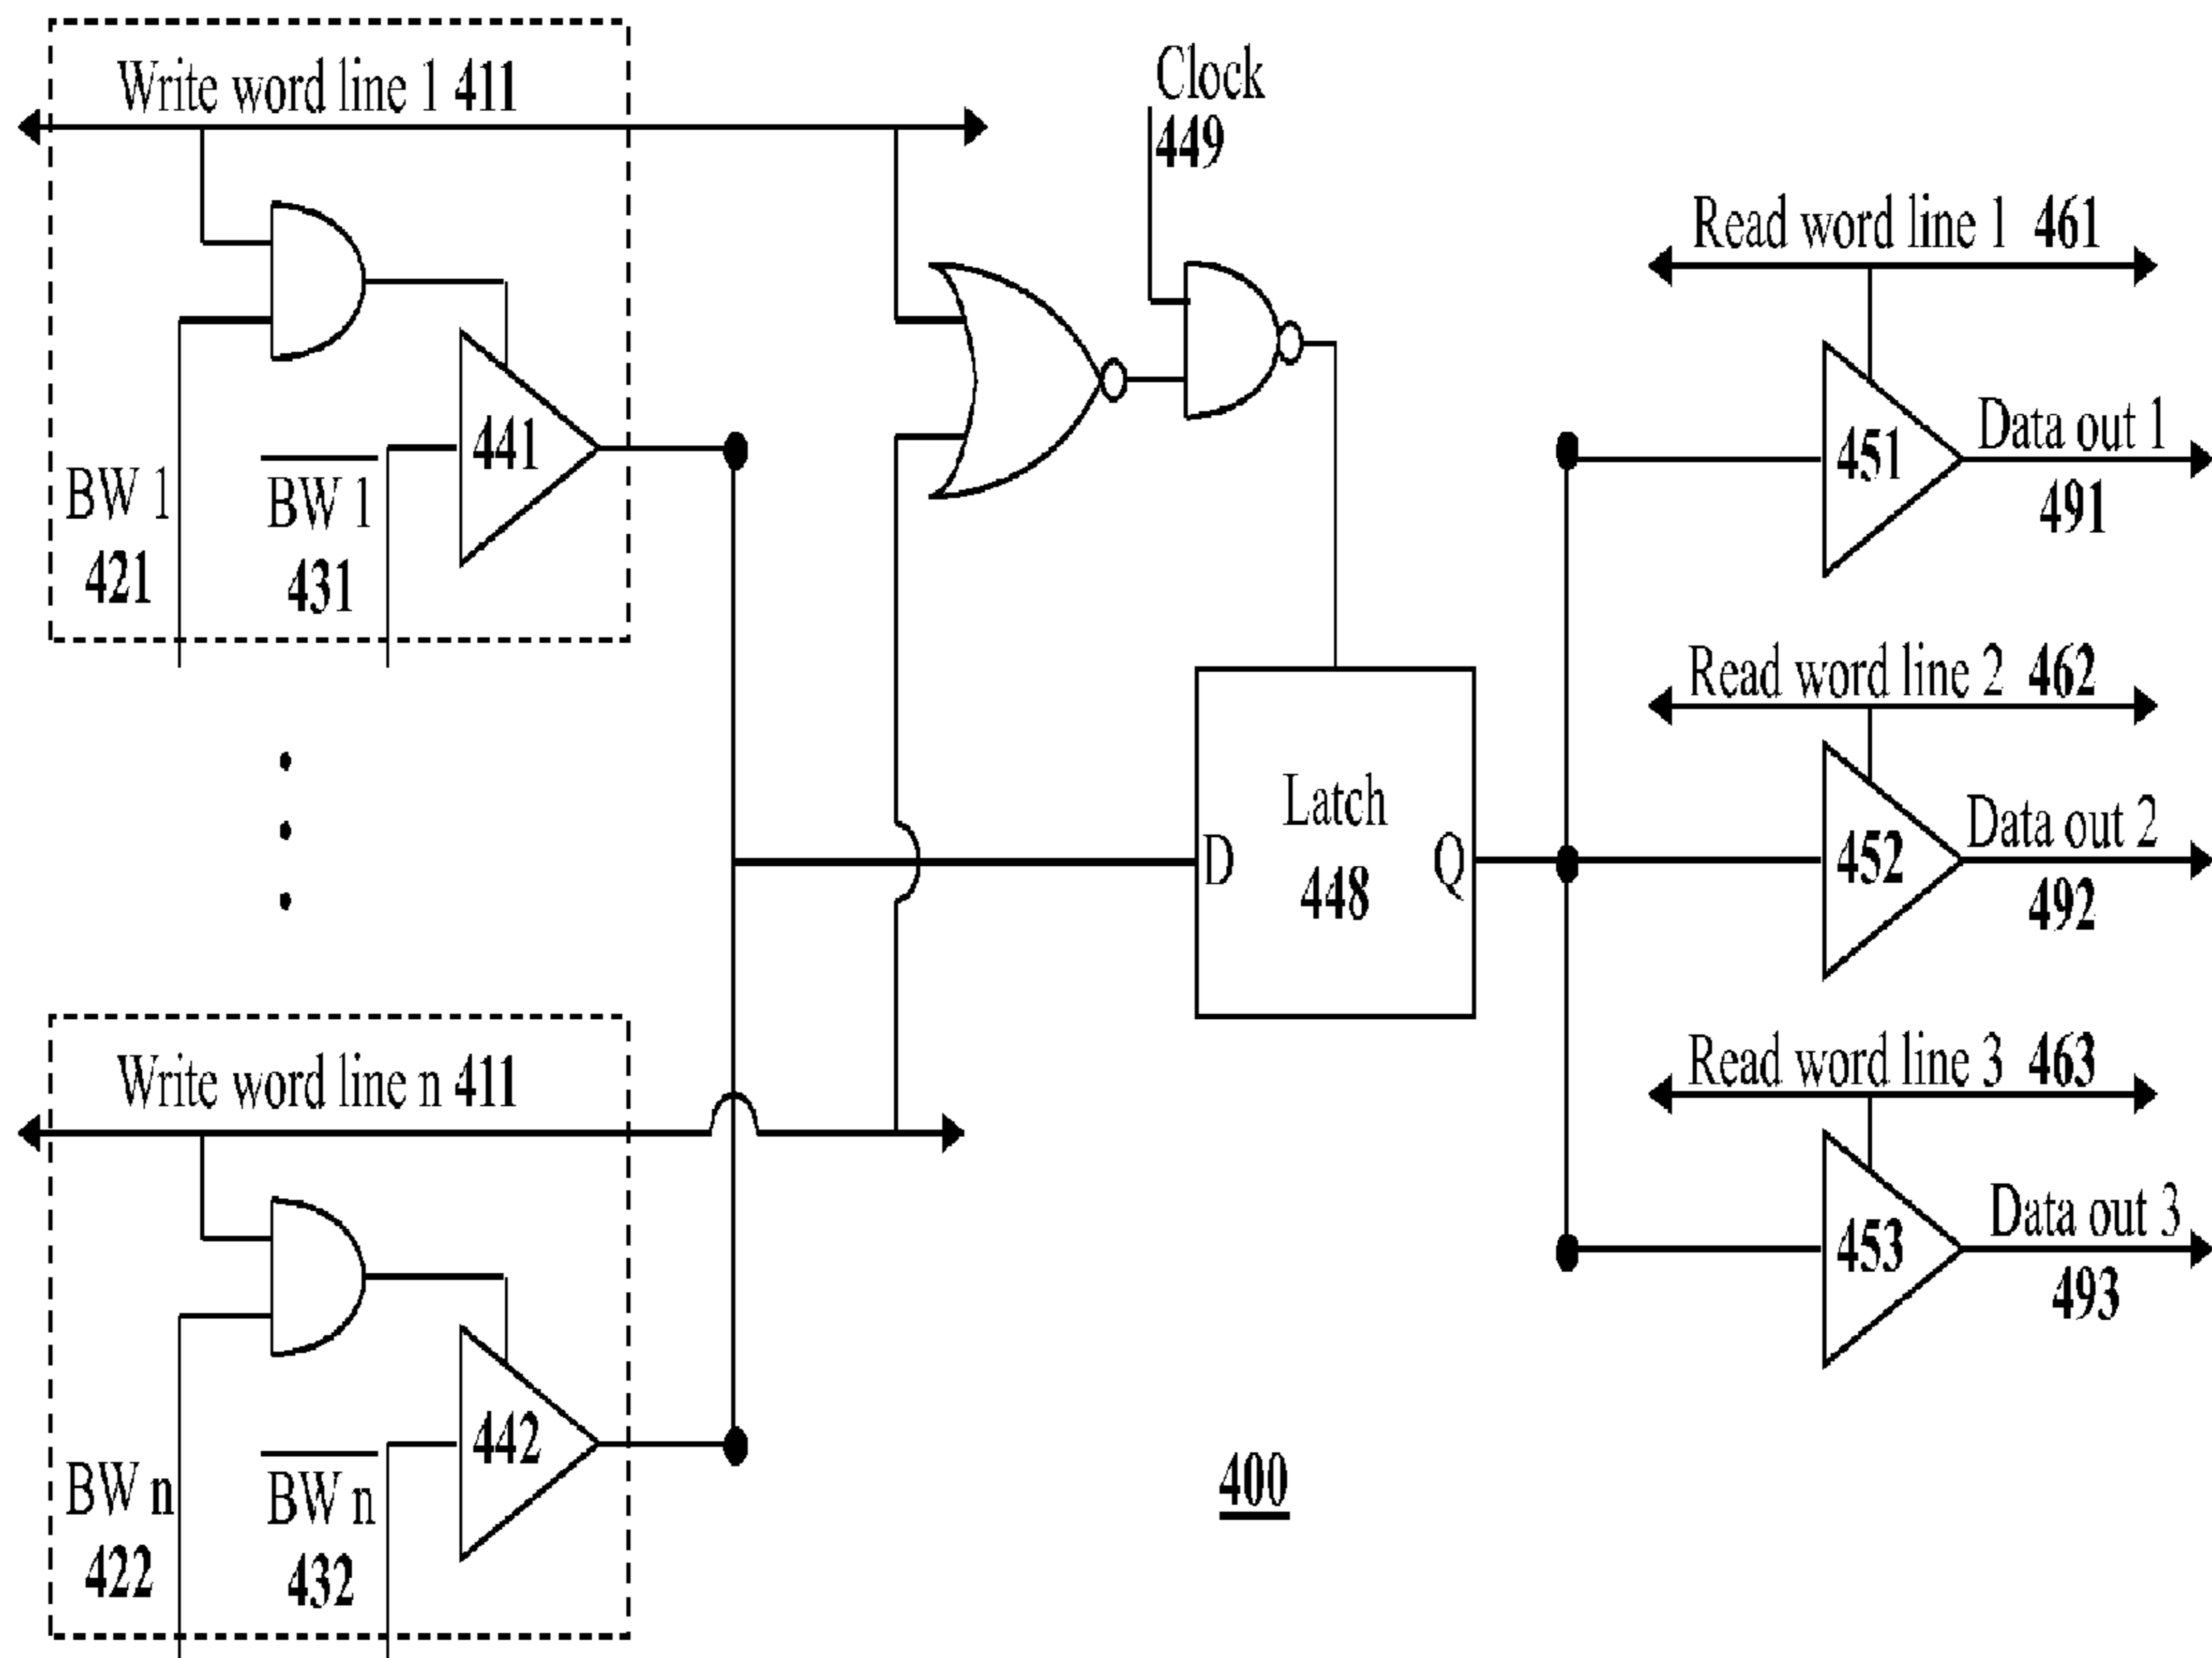 Write word line 1 411
BW 1
421
B̅W̅ ̅1̅
431
441
Clock
449
Write word line n 411
BW n
422
B̅W̅ ̅n̅
432
442
D
Latch
448
Q
Read word line 1 461
451
Data out 1
491
Read word line 2 462
452
Data out 2
492
Read word line 3 463
453
Data out 3
493
400